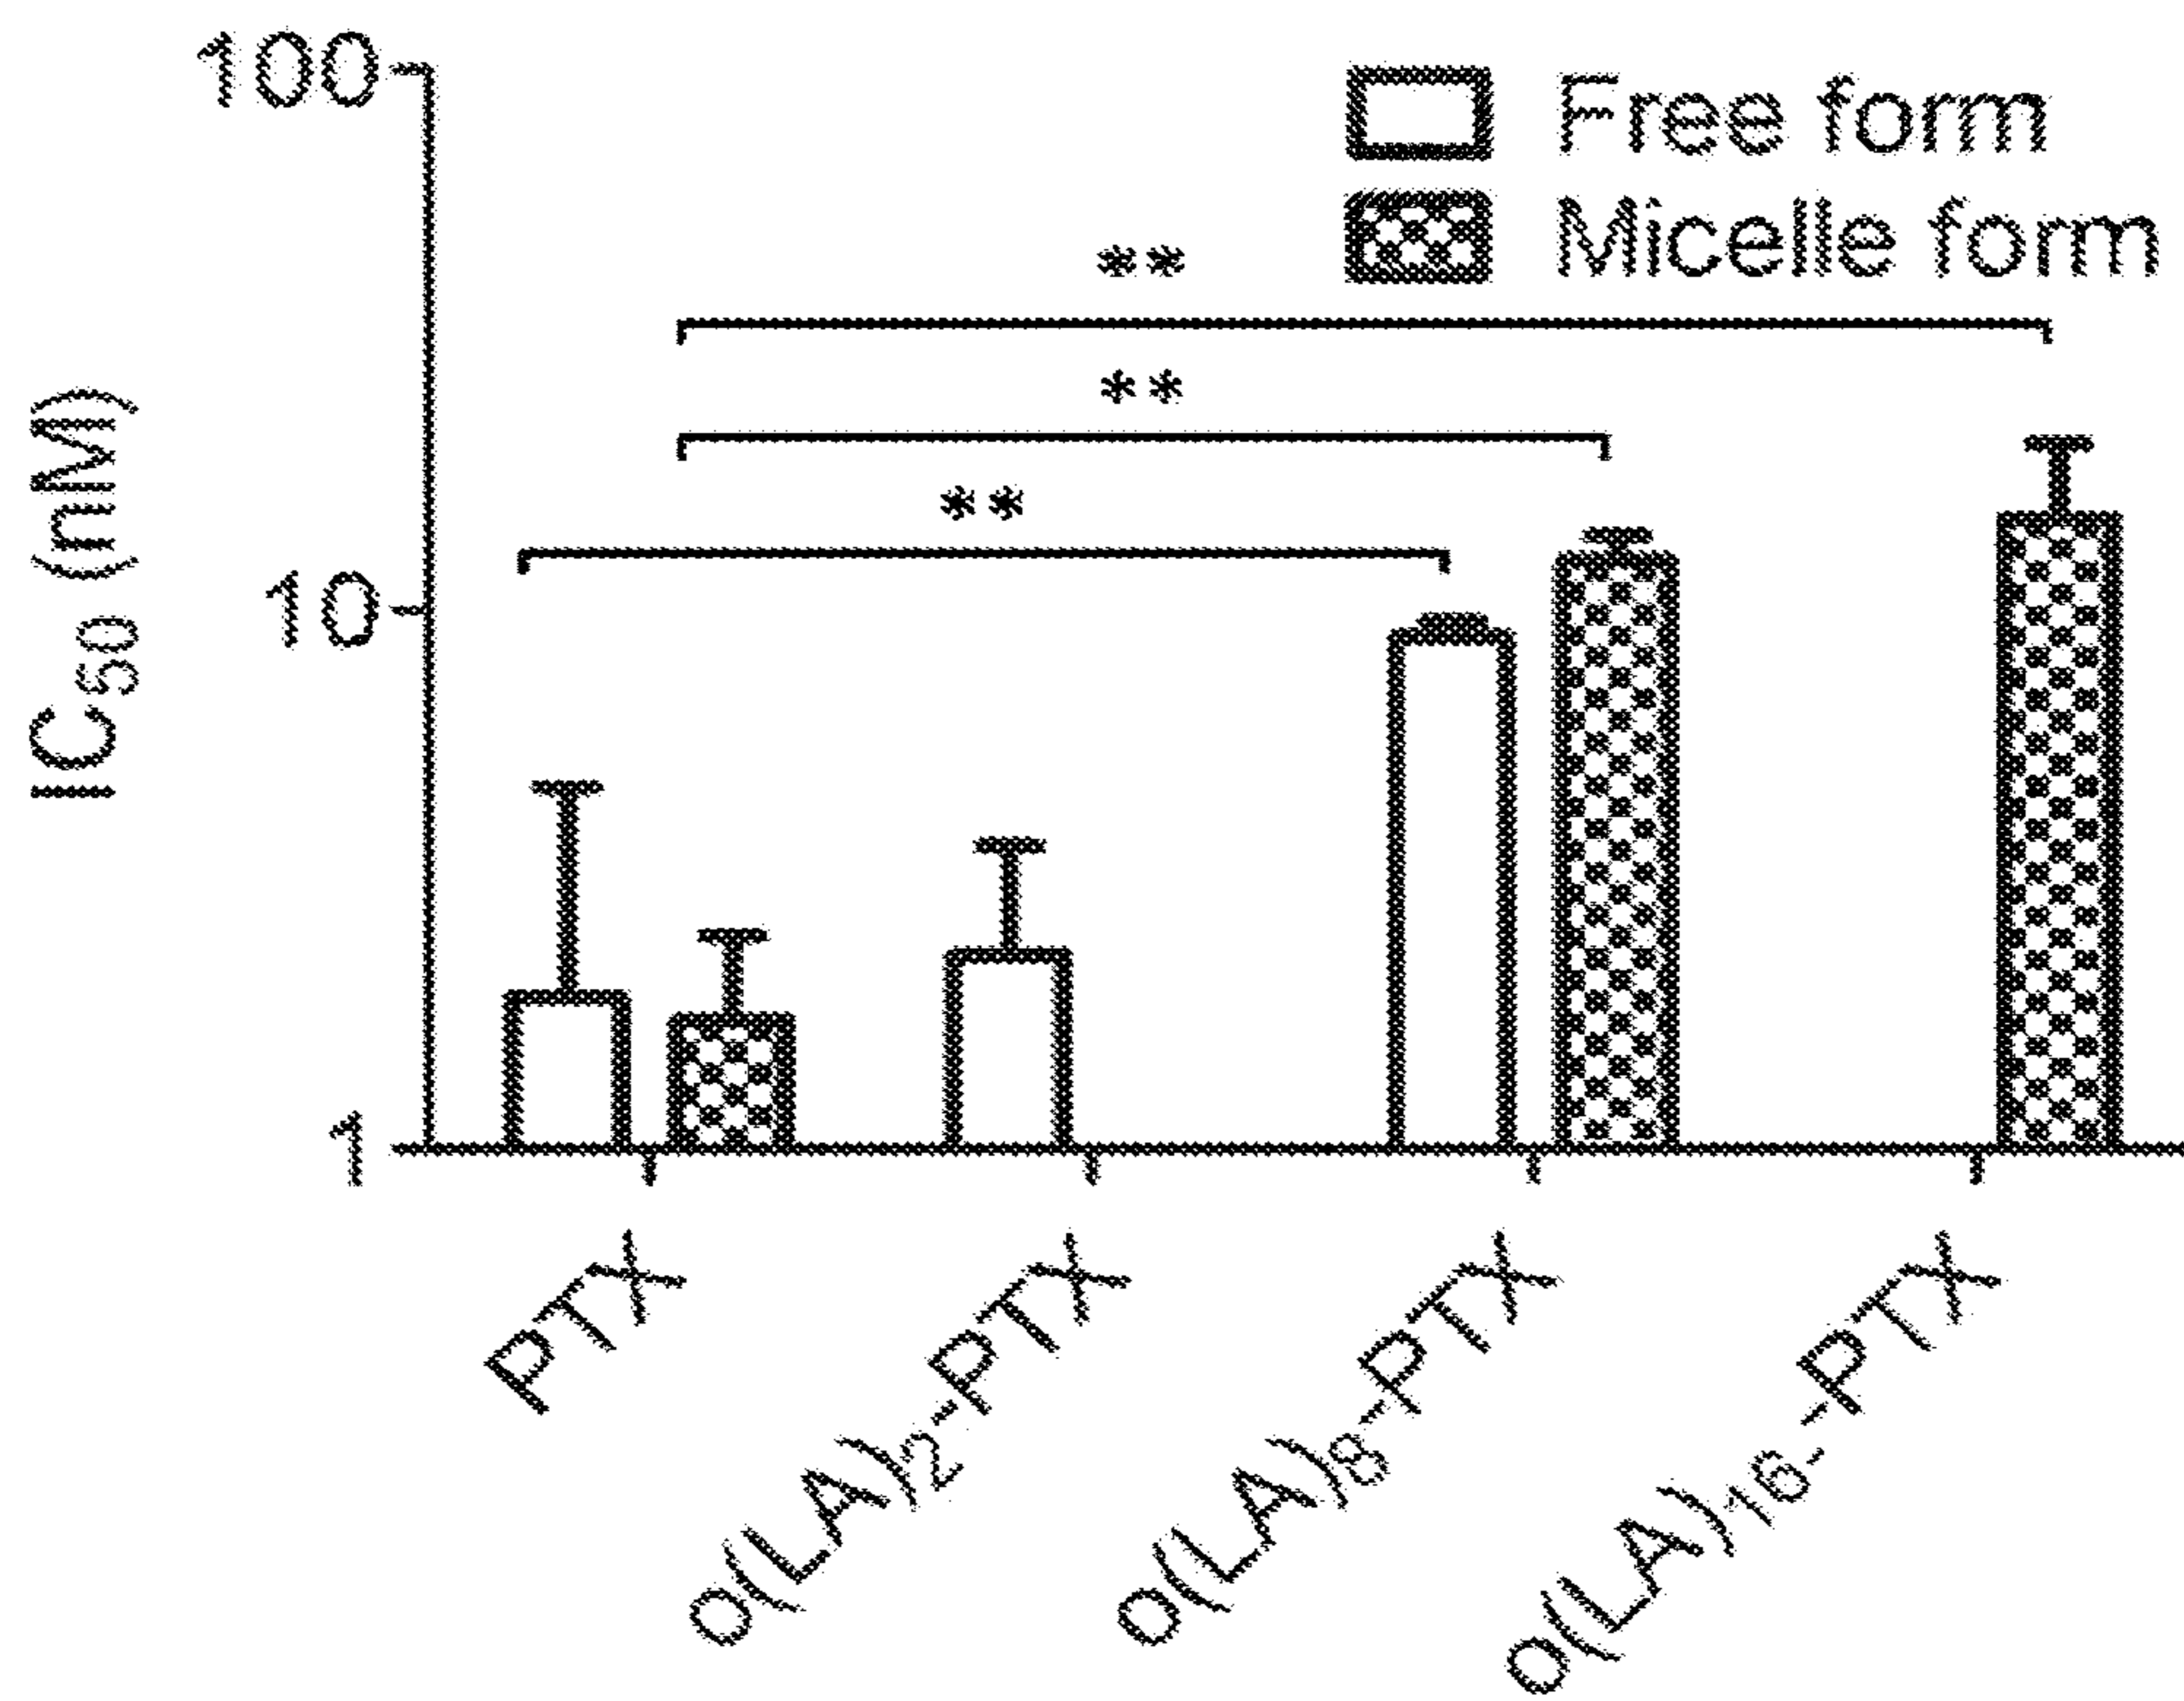 100
10
1
IC50 (nM)
Free form
Micelle form
**
**
**
PTX
o(LA)2-PTX
o(LA)8-PTX
o(LA)16--PTX